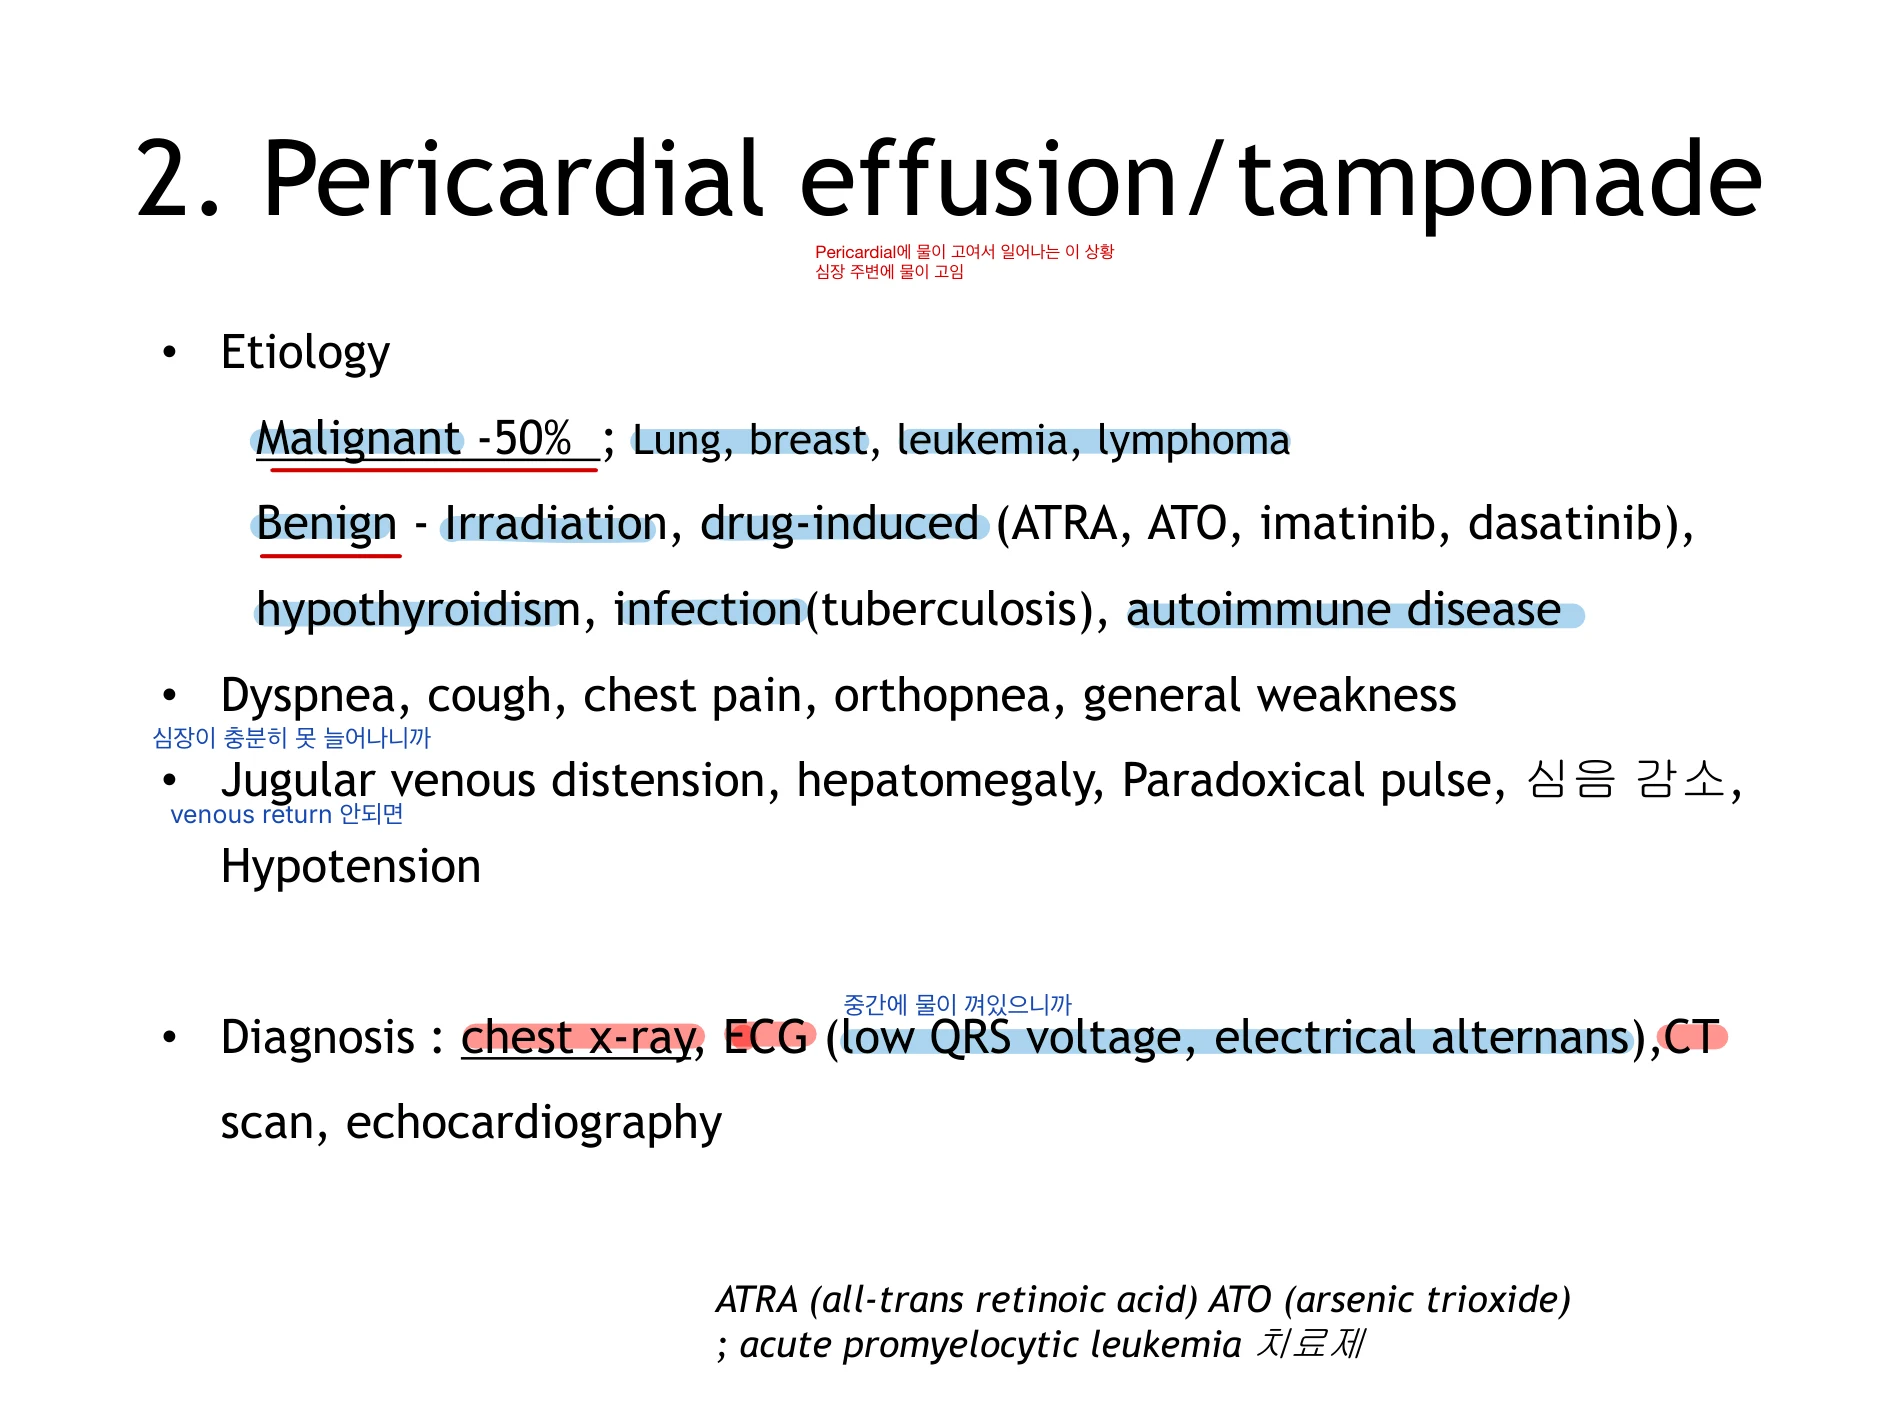 2. Pericardial effusion/tamponade
Pericardial에 물이 고여서 일어나는 이 상황
심장 주변에 물이 고임
• Etiology
Malignant -50% ; Lung, breast, leukemia, lymphoma
Benign - Irradiation, drug-induced (ATRA, ATO, imatinib, dasatinib),
hypothyroidism, infection(tuberculosis), autoimmune disease
• Dyspnea, cough, chest pain, orthopnea, general weakness
심장이 충분히 못 늘어나니까
• Jugular venous distension, hepatomegaly, Paradoxical pulse, 심음 감소,
venous return 안되면
Hypotension
중간에 물이 껴있으니까
• Diagnosis : chest x-ray, ECG (low QRS voltage, electrical alternans),CT
scan, echocardiography
ATRA (all-trans retinoic acid) ATO (arsenic trioxide)
; acute promyelocytic leukemia 치료제